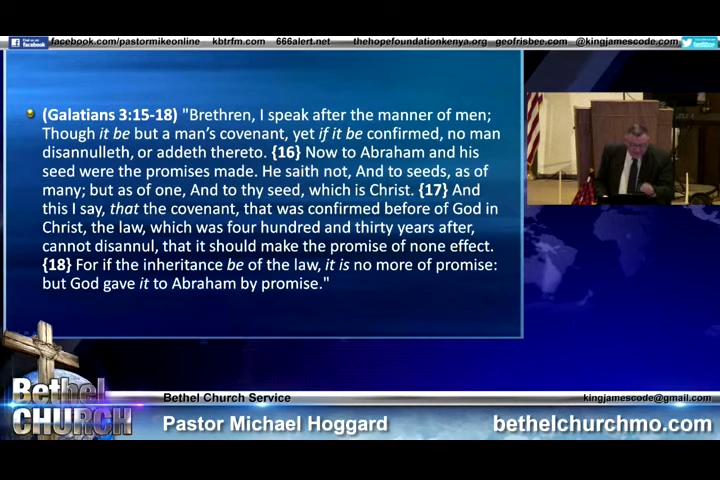 facebook.com/pastormikeonline kbtrfm.com 666alert.net thehopefoundationkenya.org geofrisbee.com @kingjamescode.com
(Galatians 3:15-18) "Brethren, I speak after the manner of men;
Though it be but a man's covenant, yet if it be confirmed, no man
disannulleth, or addeth thereto. {16} Now to Abraham and his
seed were the promises made. He saith not, And to seeds, as of
many; but as of one, And to thy seed, which is Christ. {17} And
this I say, that the covenant, that was confirmed before of God in
Christ, the law, which was four hundred and thirty years after,
cannot disannul, that it should make the promise of none effect.
{18} For if the inheritance be of the law, it is no more of promise:
but God gave it to Abraham by promise."
Bethel
CHURCH
Bethel Church Service kingjamescode@gmail.com
Pastor Michael Hoggard bethelchurchmo.com